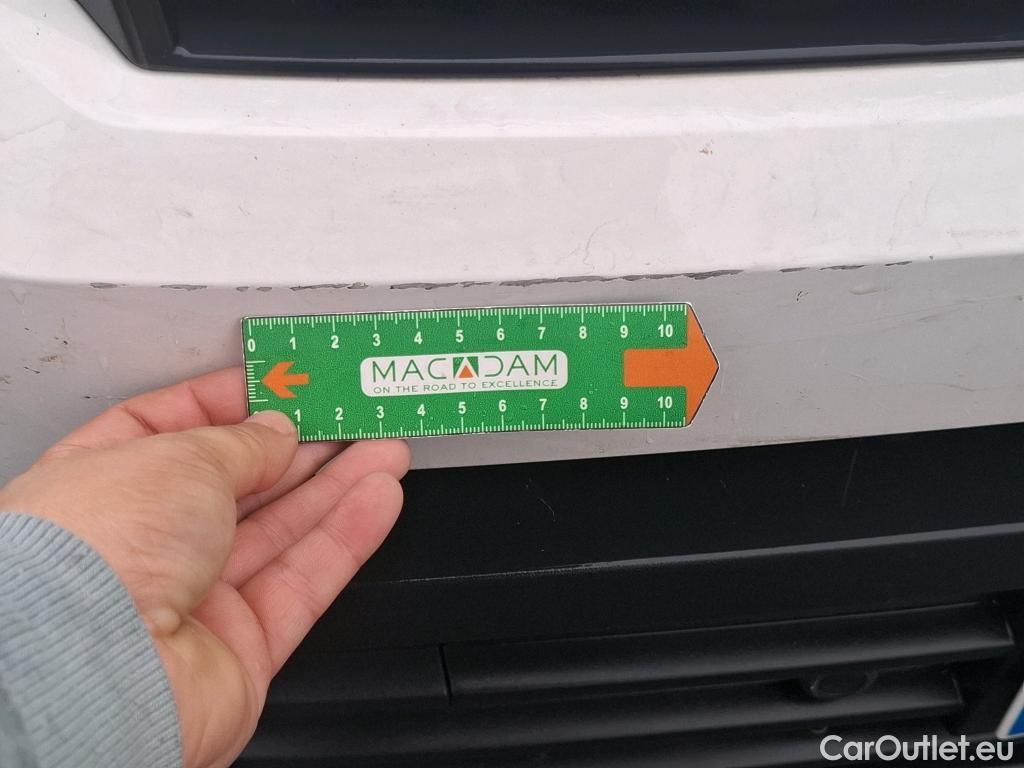 0 1 2 3 4 5 6 7 8 9 10
MACADAM
ON THE ROAD TO EXCELLENCE
1 2 3 4 5 6 7 8 9 10
CarOutlet.eu